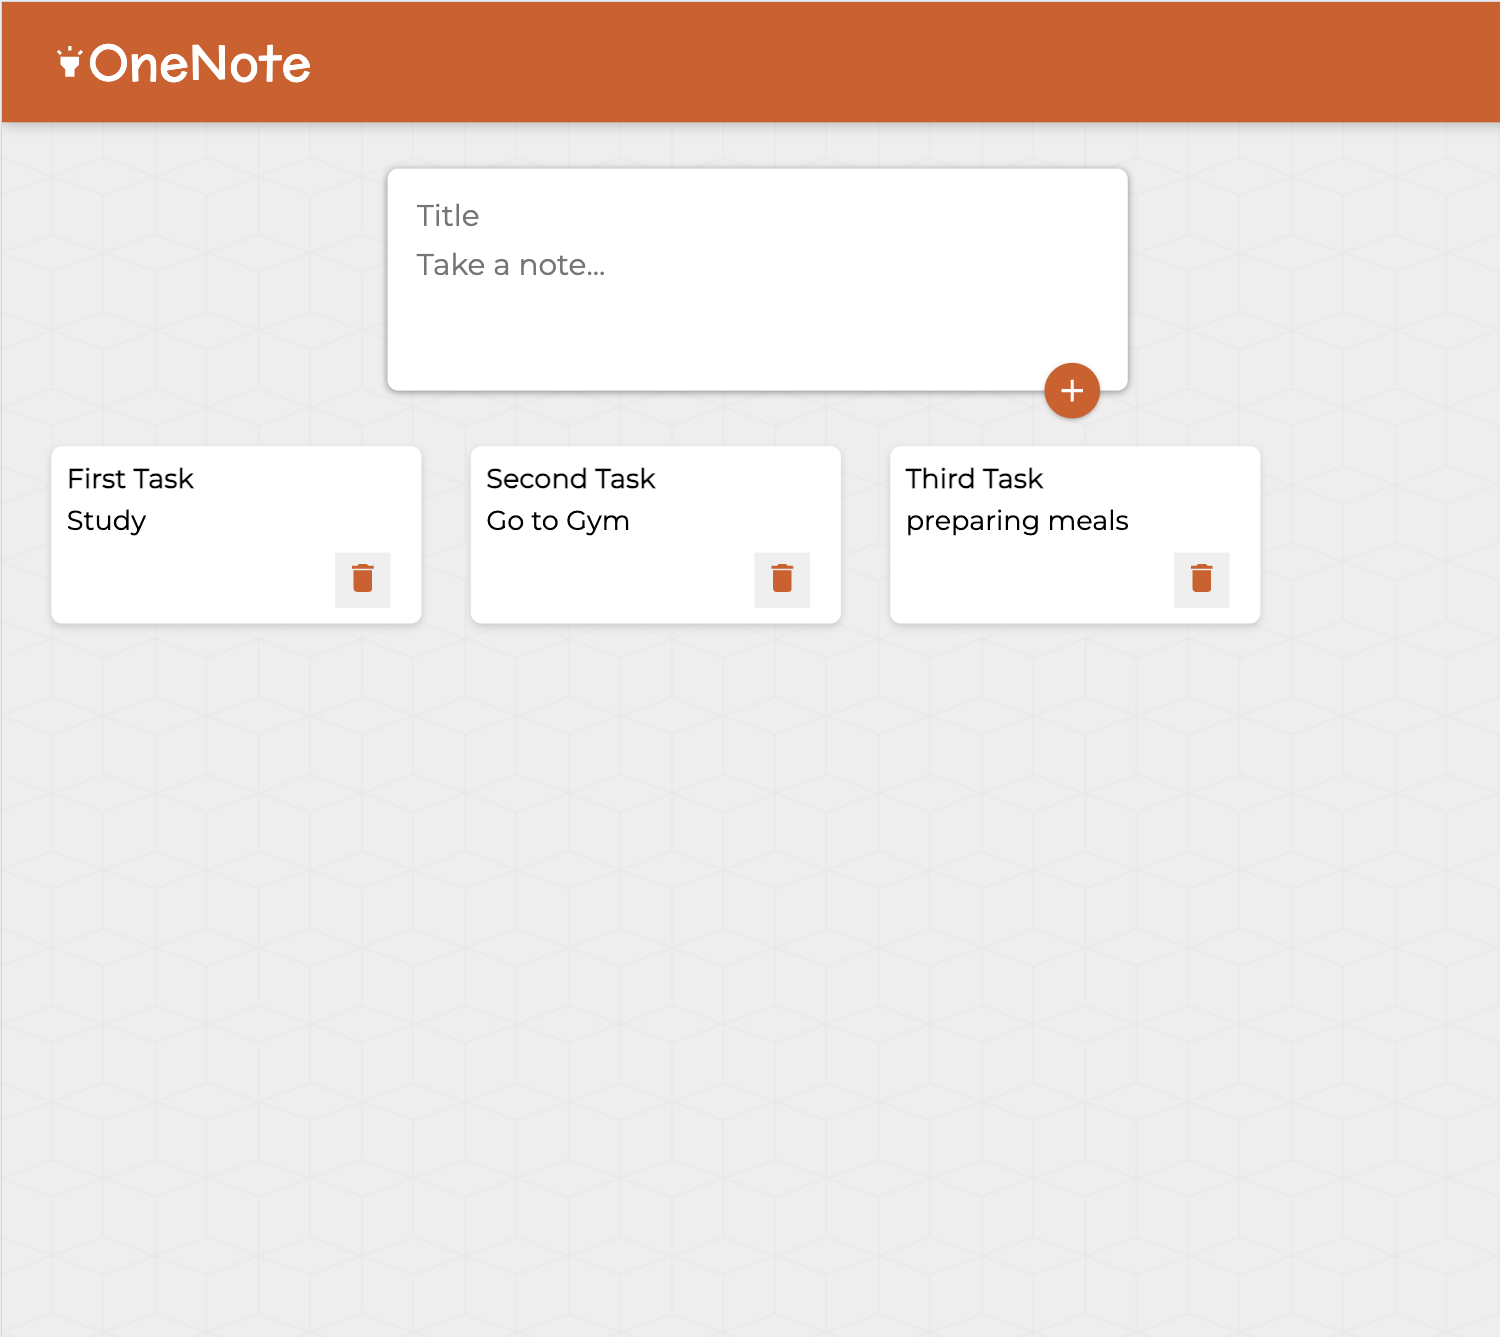 OneNote
Title
Take a note...
First Task
Study
Second Task
Go to Gym
Third Task
preparing meals